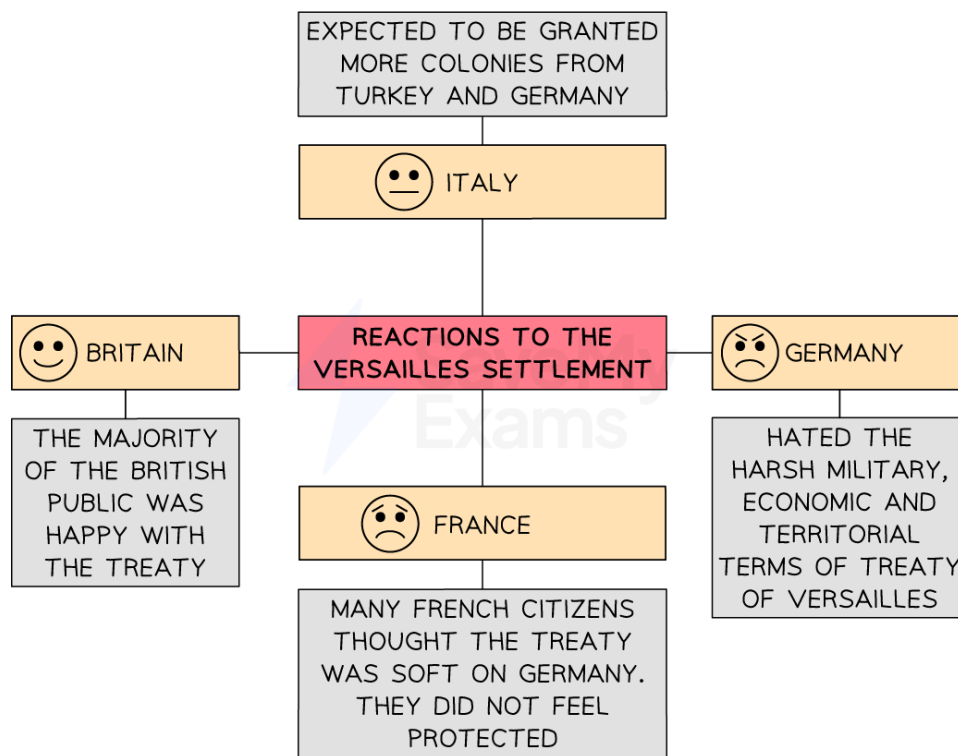 EXPECTED TO BE GRANTED
MORE COLONIES FROM
TURKEY AND GERMANY
ITALY
REACTIONS TO THE
VERSAILLES SETTLEMENT
BRITAIN
THE MAJORITY
OF THE BRITISH
PUBLIC WAS
HAPPY WITH
THE TREATY
GERMANY
HATED THE
HARSH MILITARY,
ECONOMIC AND
TERRITORIAL
TERMS OF TREATY
OF VERSAILLES
FRANCE
MANY FRENCH CITIZENS
THOUGHT THE TREATY
WAS SOFT ON GERMANY.
THEY DID NOT FEEL
PROTECTED
Save My
Exams